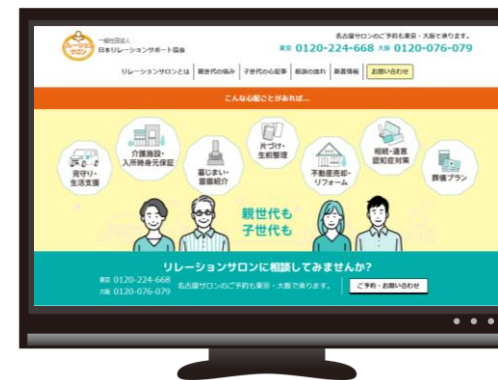 リレーション
サロン
一般社団法人
日本リレーションサポート協会
名古屋サロンのご予約も東京・大阪で承ります。
東京 0120-224-668 大阪 0120-076-079
リレーションサロンとは 親世代の悩み 子世代の心配事 相談の流れ 新着情報 お問い合わせ
こんな心配ごとがあれば…
見守り・
生活支援
介護施設・
入所時身元保証
墓じまい・
霊園紹介
片づけ・
生前整理
不動産売却・
リフォーム
相続・遺言
認知症対策
葬儀プラン
親世代も
子世代も
リレーションサロンに相談してみませんか?
東京 0120-224-668
大阪 0120-076-079
名古屋サロンのご予約も東京・大阪で承ります。
ご予約・お問い合わせ